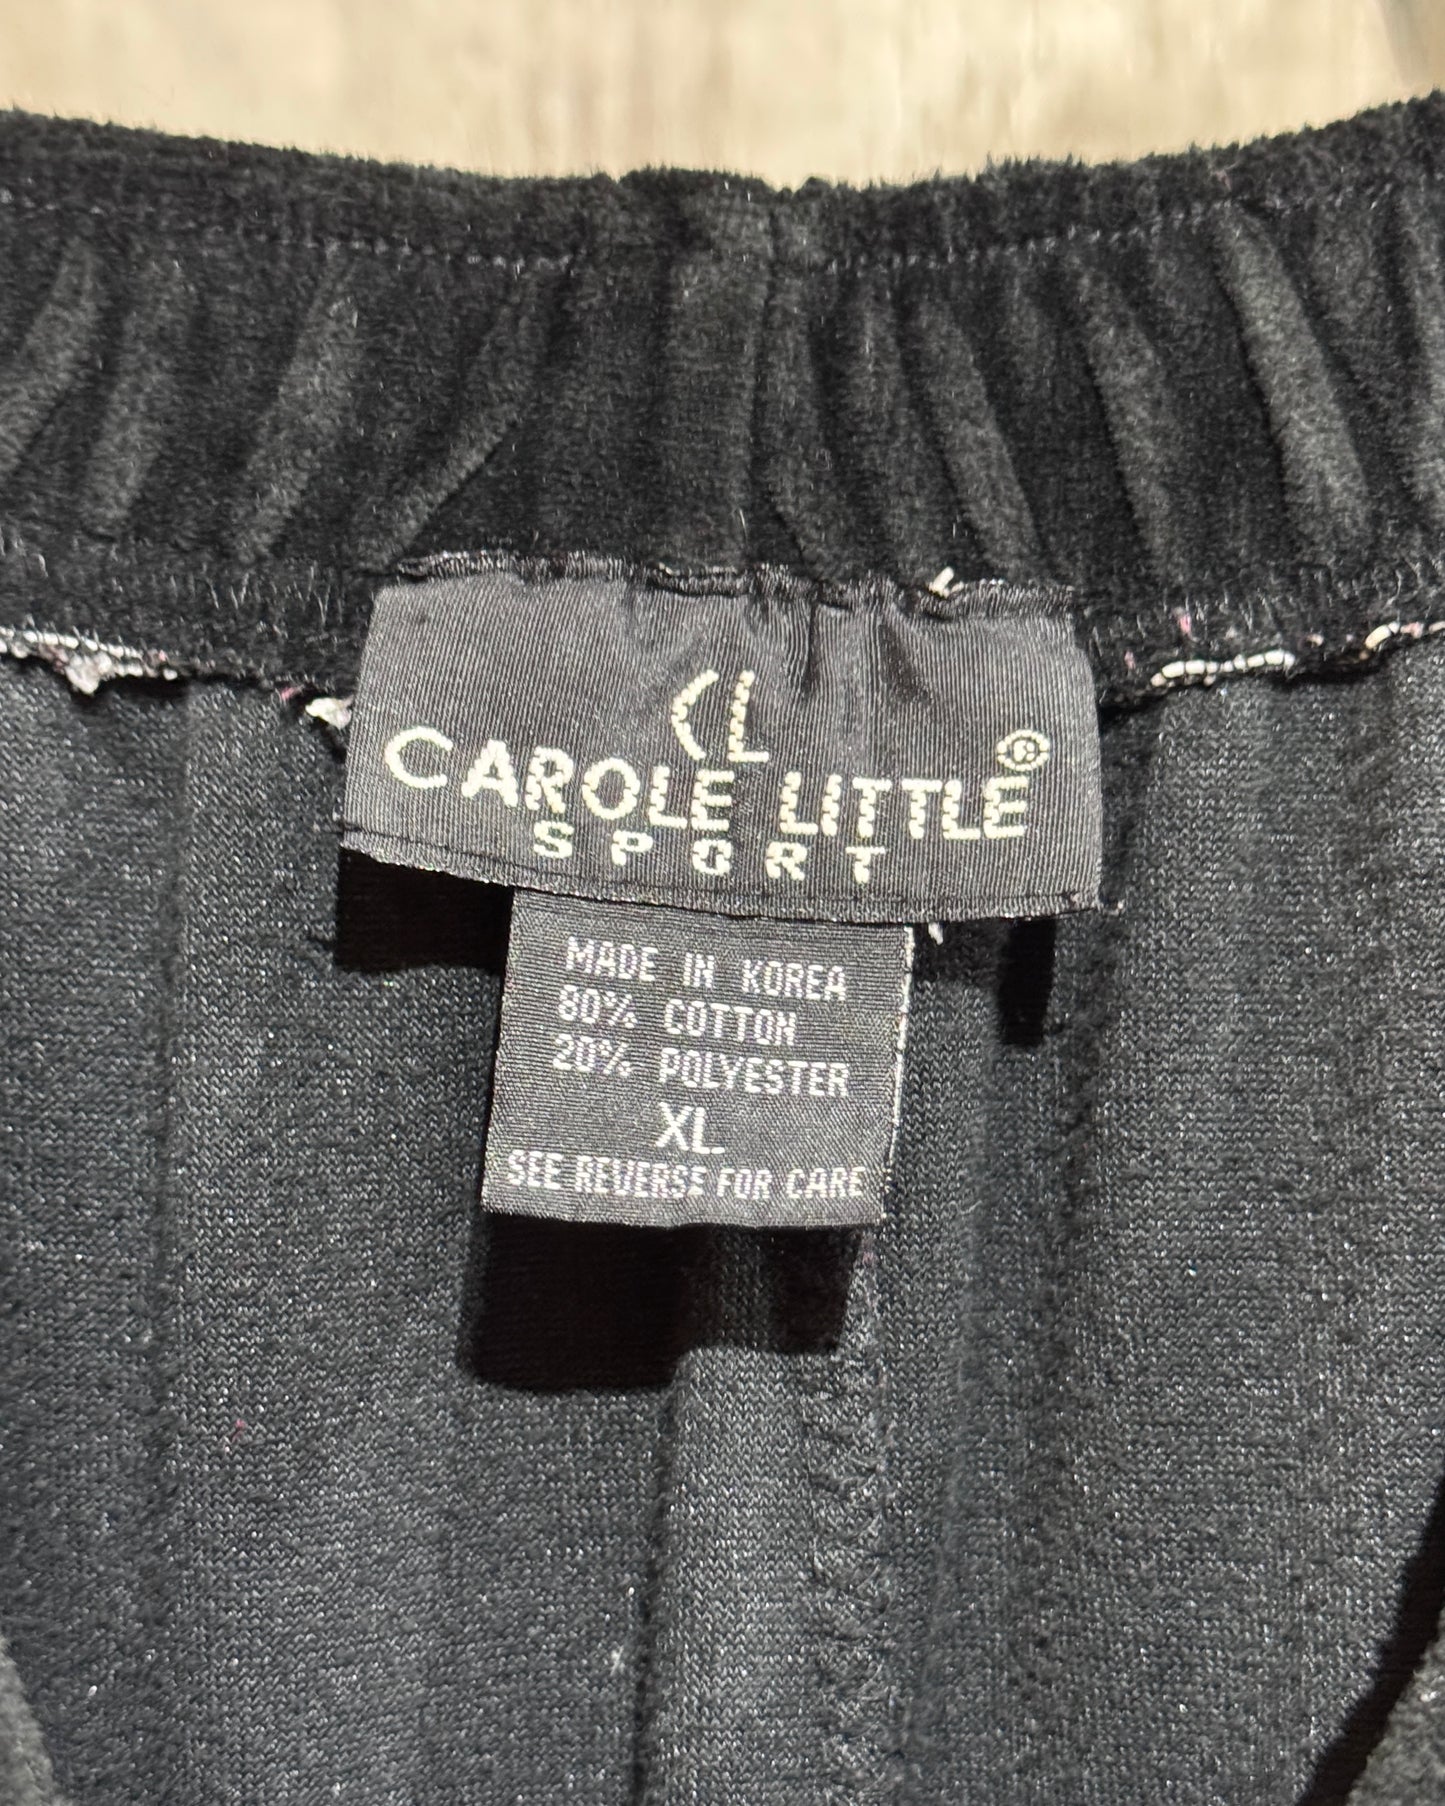 CL
CAROLE LITTLE®
SPORT
MADE IN KOREA
80% COTTON
20% POLYESTER
XL
SEE REVERSE FOR CARE